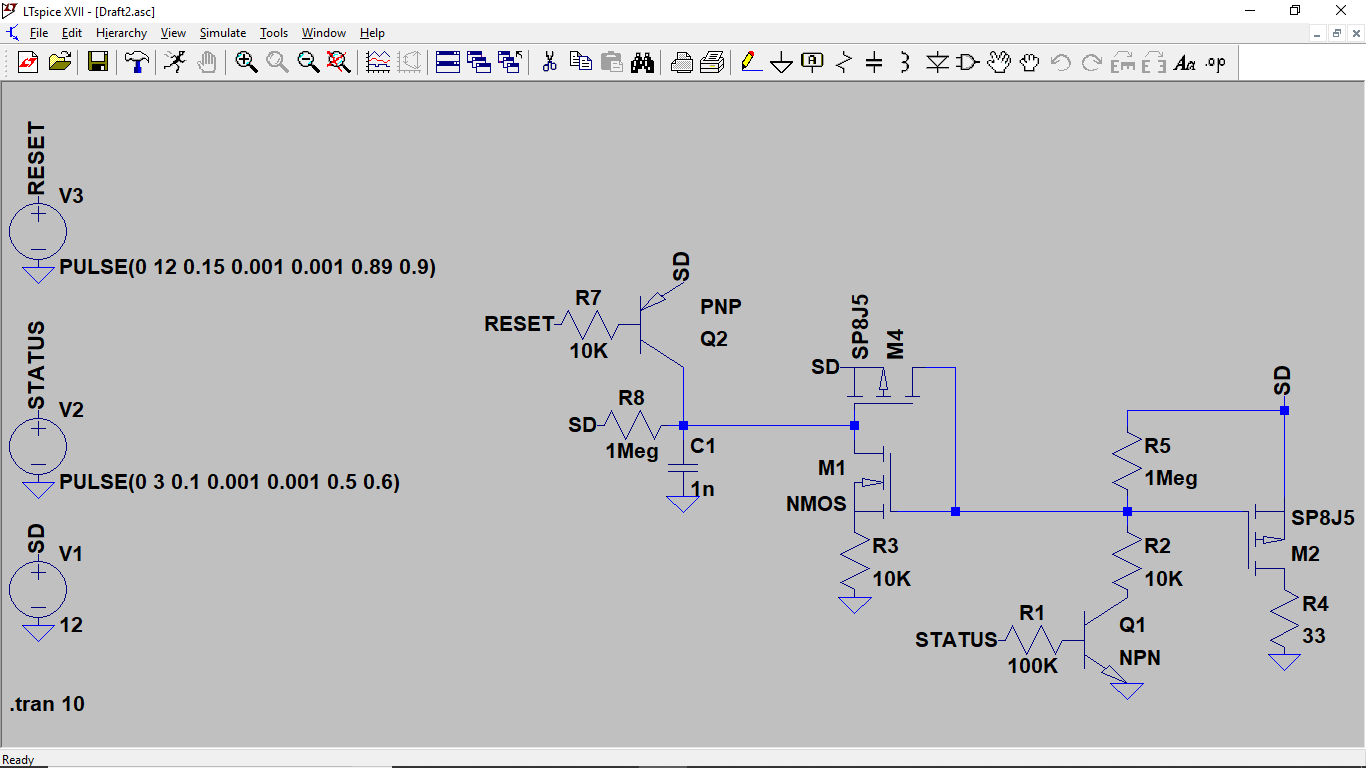 LTspice XVII - [Draft2.asc]
File Edit Hierarchy View Simulate Tools Window Help
.op
RESET
V3
PULSE(0 12 0.15 0.001 0.001 0.89 0.9)
STATUS
V2
PULSE(0 3 0.1 0.001 0.001 0.5 0.6)
SD
V1
12
.tran 10
SD
R7
RESET
10K
PNP
Q2
R8
SD
1Meg
C1
1n
SP8J5
M4
SD
M1
NMOS
R3
10K
SD
R5
1Meg
R2
10K
SP8J5
M2
R4
33
R1
STATUS
100K
Q1
NPN
Ready